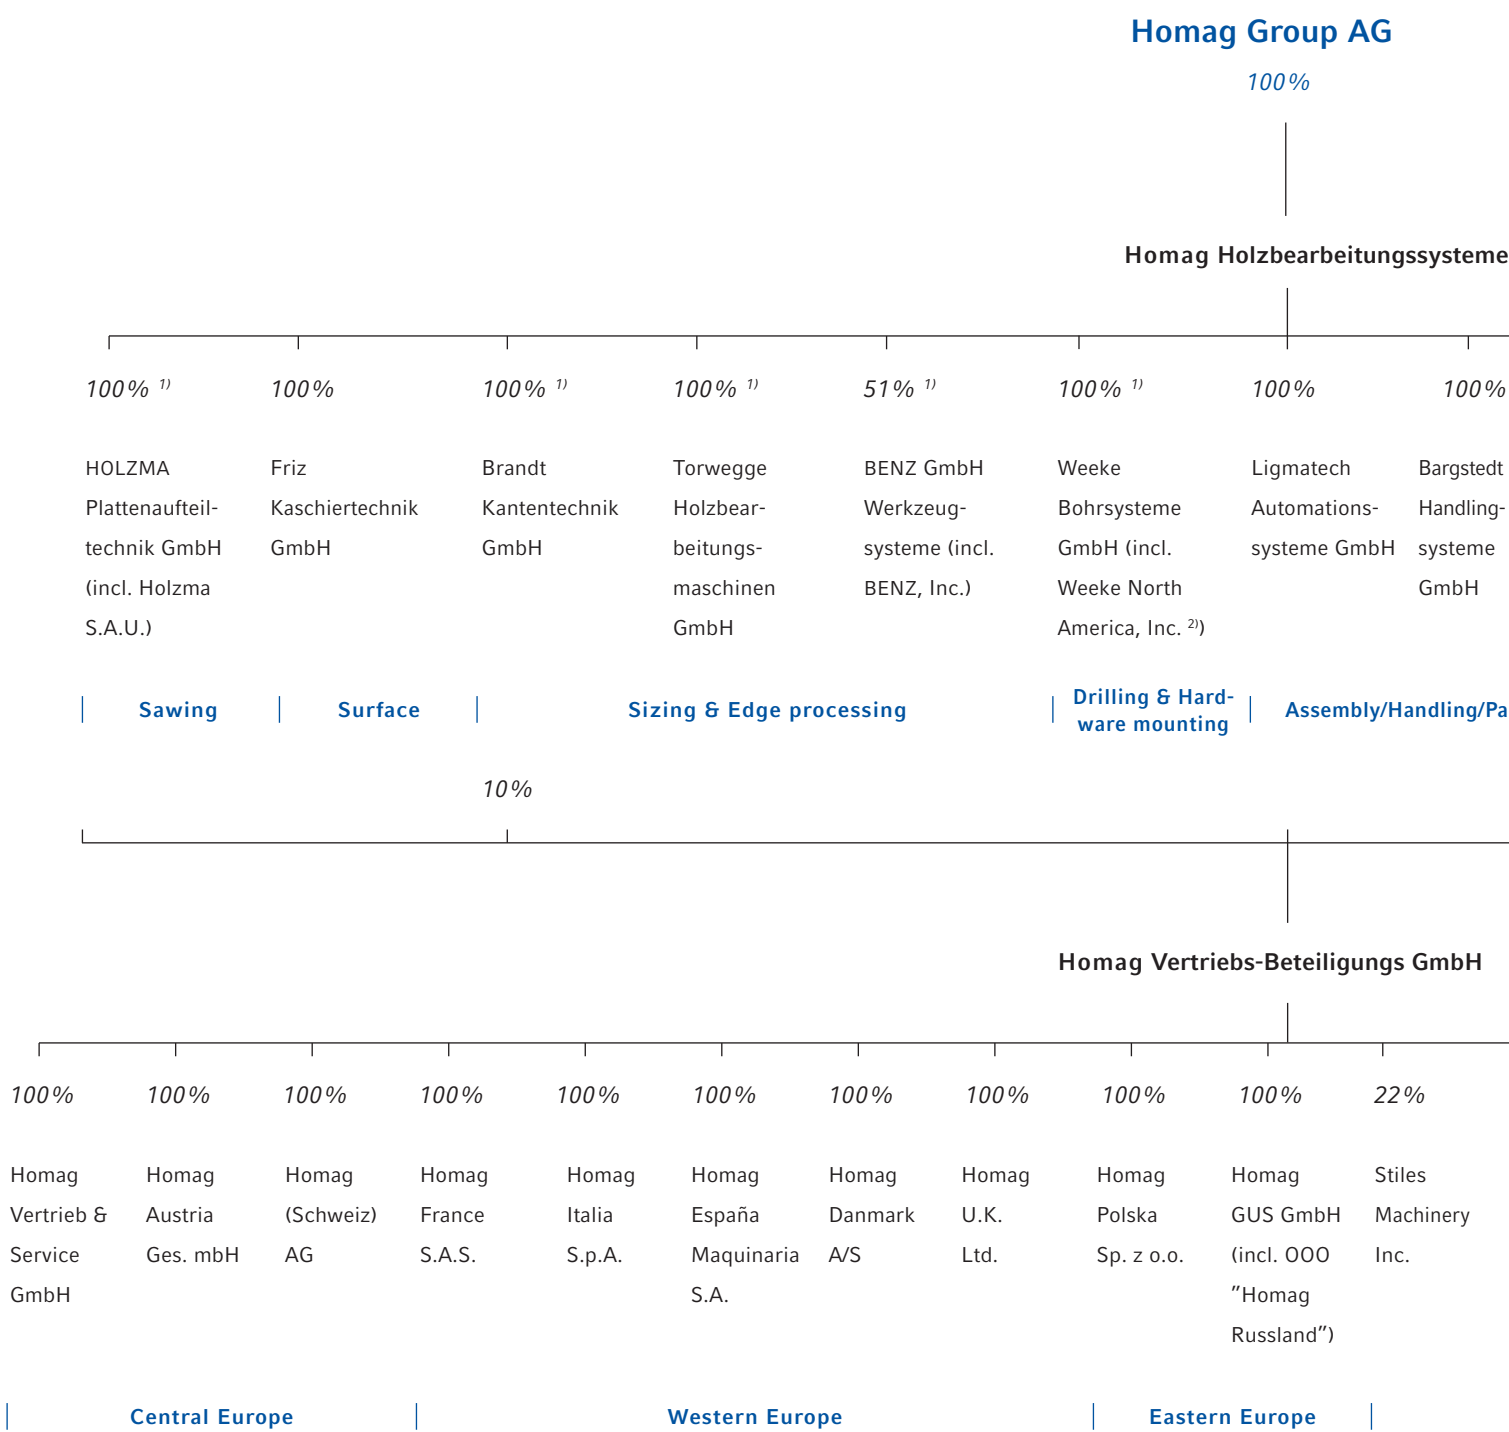 Homag Group AG
100%
Homag Holzbearbeitungssysteme
100% 1)
100%
100% 1)
100% 1)
51% 1)
100% 1)
100%
100%
HOLZMA
Plattenaufteil-
technik GmbH
(incl. Holzma
S.A.U.)
Friz
Kaschiertechnik
GmbH
Brandt
Kantentechnik
GmbH
Torwegge
Holzbear-
beitungs-
maschinen
GmbH
BENZ GmbH
Werkzeug-
systeme (incl.
BENZ, Inc.)
Weeke
Bohrsysteme
GmbH (incl.
Weeke North
America, Inc. 2))
Ligmatech
Automations-
systeme GmbH
Bargstedt
Handling-
systeme
GmbH
Sawing
Surface
Sizing & Edge processing
Drilling & Hard-
ware mounting
Assembly/Handling/Pa
10%
Homag Vertriebs-Beteiligungs GmbH
100%
100%
100%
100%
100%
100%
100%
100%
100%
100%
22%
Homag
Vertrieb &
Service
GmbH
Homag
Austria
Ges. mbH
Homag
(Schweiz)
AG
Homag
France
S.A.S.
Homag
Italia
S.p.A.
Homag
España
Maquinaria
S.A.
Homag
Danmark
A/S
Homag
U.K.
Ltd.
Homag
Polska
Sp. z o.o.
Homag
GUS GmbH
(incl. OOO
"Homag
Russland")
Stiles
Machinery
Inc.
Central Europe
Western Europe
Eastern Europe